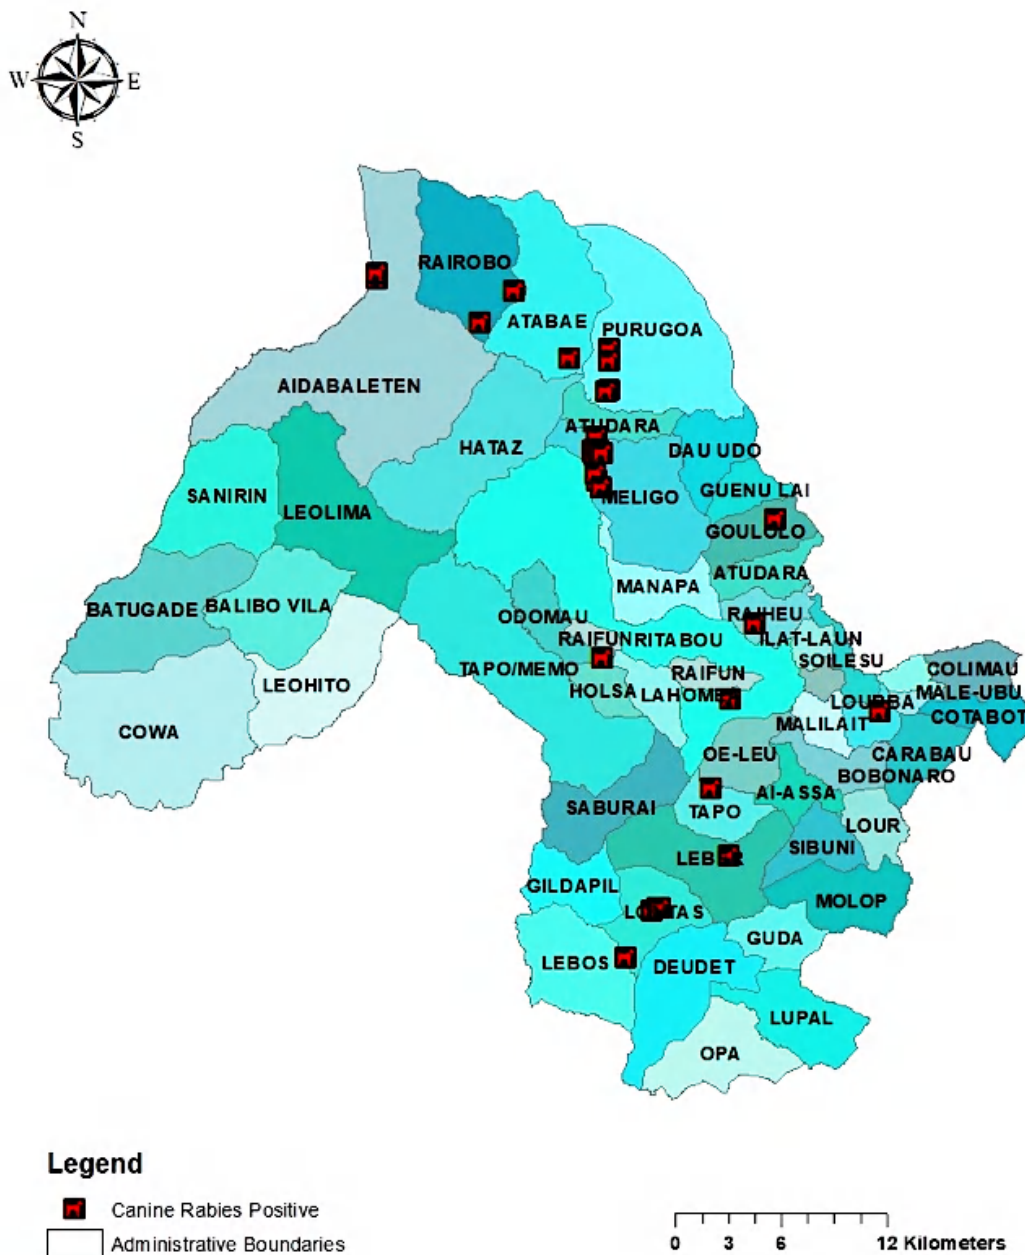 N
W E
S
RAIROBO
ATABAE
PURUGOA
AIDABALETEN
ATUDARA
HATAZ
DAU UDO
SANIRIN
MELIGO
GUENU LAI
LEOLIMA
GOULOLO
MANAPA
ATUDARA
BATUGADE
BALIBO VILA
ODOMAU
RAIHEU
RAIFUN
RITABOU
ILAT-LAUN
SOILESU
TAPO/MEMO
RAIFUN
COLIMAU
LEOHITO
HOLSA
MALE-UBU
COWA
MALILAIT
COTABOT
OE-LEU
CARABAU
BOBONARO
AI-ASSA
SABURAI
TAPO
LOUR
SIBUNI
GILDAPIL
MOLOP
GUDA
LEBOS
DEUDET
LUPAL
OPA
Legend
Canine Rabies Positive
Administrative Boundaries
0 3 6 12 Kilometers